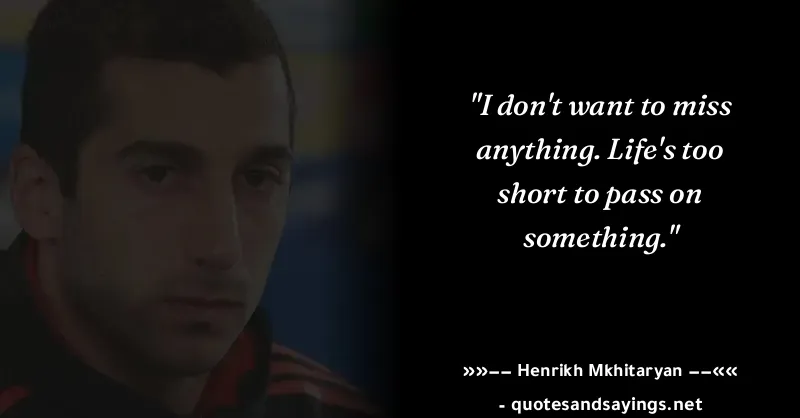 "I don't want to miss
anything. Life's too
short to pass on
something."
»»−− Henrikh Mkhitaryan −−««
- quotesandsayings.net